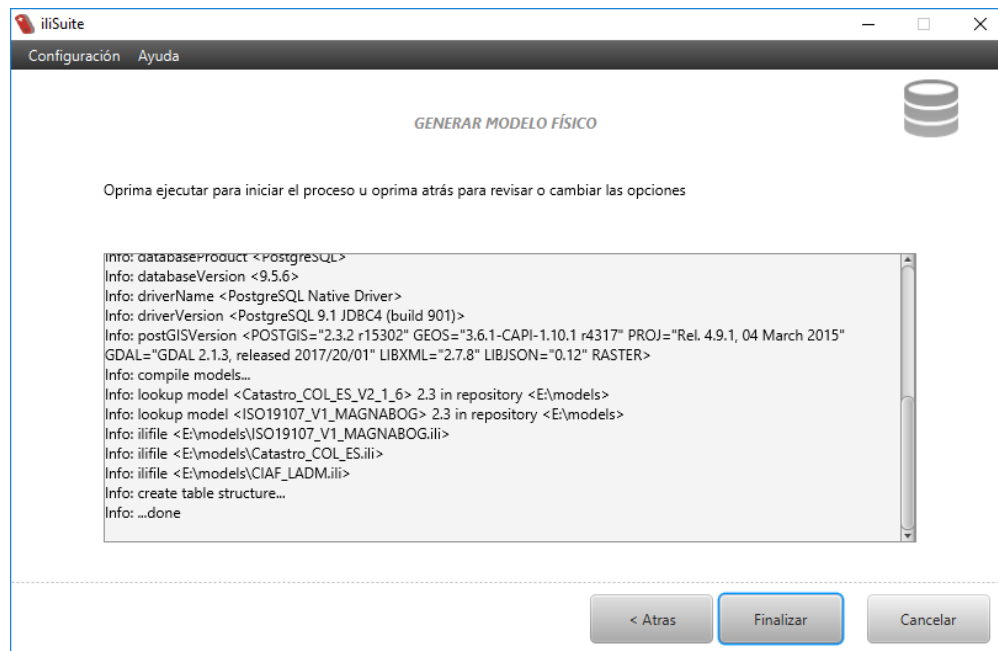 iliSuite
Configuración Ayuda
GENERAR MODELO FÍSICO
Oprima ejecutar para iniciar el proceso u oprima atrás para revisar o cambiar las opciones
Info: databaseProduct <PostgreSQL>
Info: databaseVersion <9.5.6>
Info: driverName <PostgreSQL Native Driver>
Info: driverVersion <PostgreSQL 9.1 JDBC4 (build 901)>
Info: postGISVersion <POSTGIS="2.3.2 r15302" GEOS="3.6.1-CAPI-1.10.1 r4317" PROJ="Rel. 4.9.1, 04 March 2015"
GDAL="GDAL 2.1.3, released 2017/20/01" LIBXML="2.7.8" LIBJSON="0.12" RASTER>
Info: compile models...
Info: lookup model <Catastro_COL_ES_V2_1_6> 2.3 in repository <E:\models>
Info: lookup model <ISO19107_V1_MAGNABOG> 2.3 in repository <E:\models>
Info: ilifile <E:\models\ISO19107_V1_MAGNABOG.ili>
Info: ilifile <E:\models\Catastro_COL_ES.ili>
Info: ilifile <E:\models\CIAF_LADM.ili>
Info: create table structure...
Info: ...done
< Atras Finalizar Cancelar